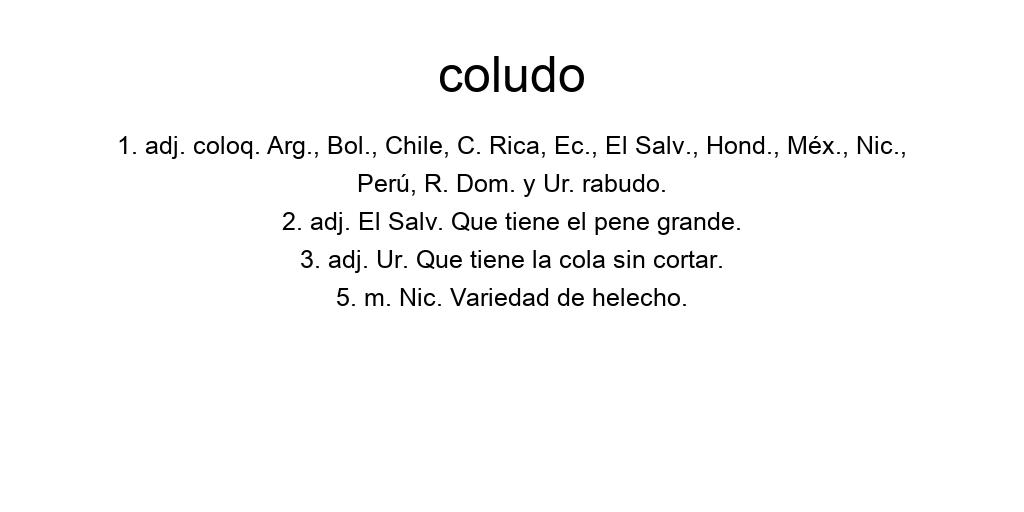 coludo
1. adj. coloq. Arg., Bol., Chile, C. Rica, Ec., El Salv., Hond., Méx., Nic.,
Perú, R. Dom. y Ur. rabudo.
2. adj. El Salv. Que tiene el pene grande.
3. adj. Ur. Que tiene la cola sin cortar.
5. m. Nic. Variedad de helecho.